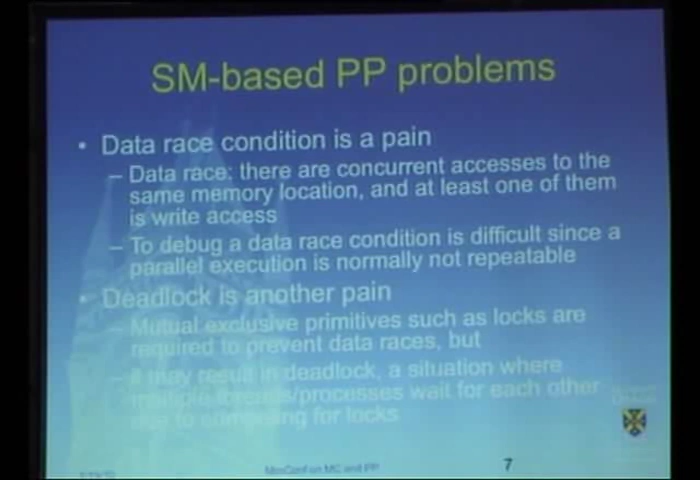 SM-based PP problems
• Data race condition is a pain
– Data race: there are concurrent accesses to the
same memory location, and at least one of them
is write access
– To debug a data race condition is difficult since a
parallel execution is normally not repeatable
• Deadlock is another pain
– Mutual exclusive primitives such as locks are
required to prevent data races, but
– It may result in deadlock, a situation where
multiple threads/processes wait for each other
due to competing for locks
MiniConf on MC and PP
7